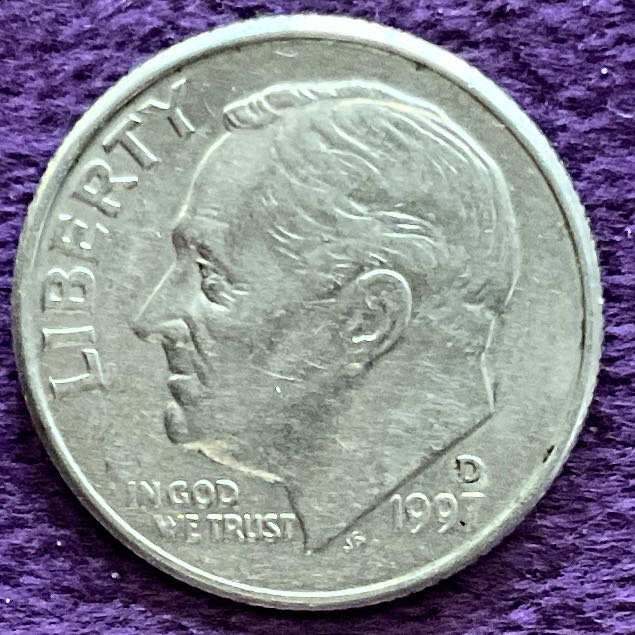 LIBERTY
IN GOD
WE TRUST
JS
D
1997